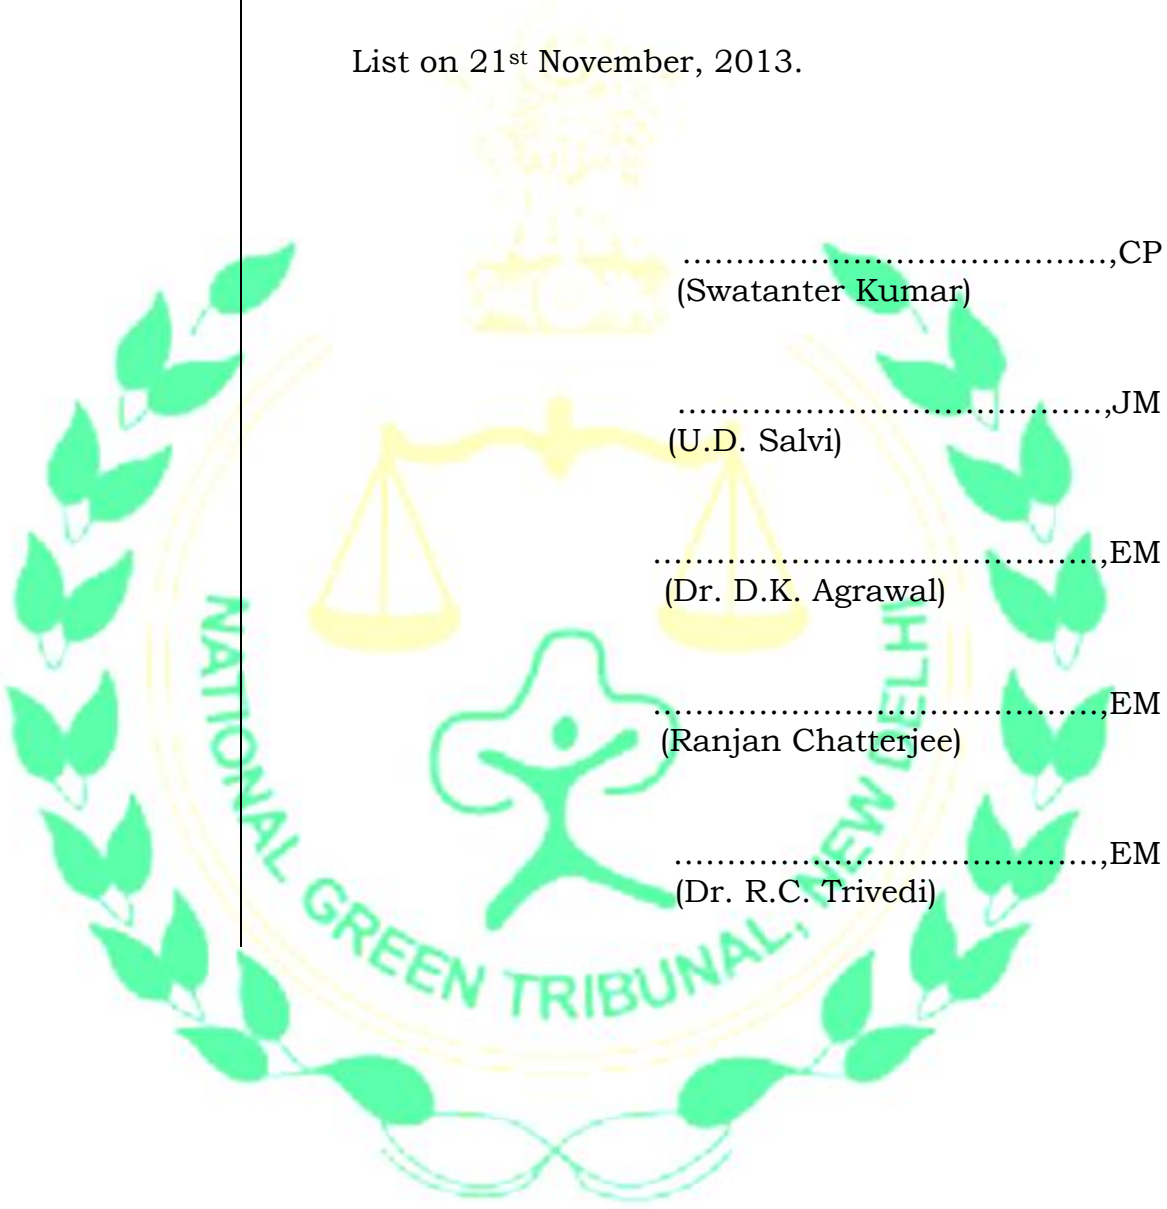 List on 21st November, 2013.
………………………………….,CP
(Swatanter Kumar)
………………………………….,JM
(U.D. Salvi)
……………………………………,EM
(Dr. D.K. Agrawal)
……………………………………,EM
(Ranjan Chatterjee)
………………………………….,EM
(Dr. R.C. Trivedi)
NATIONAL GREEN TRIBUNAL, NEW DELHI